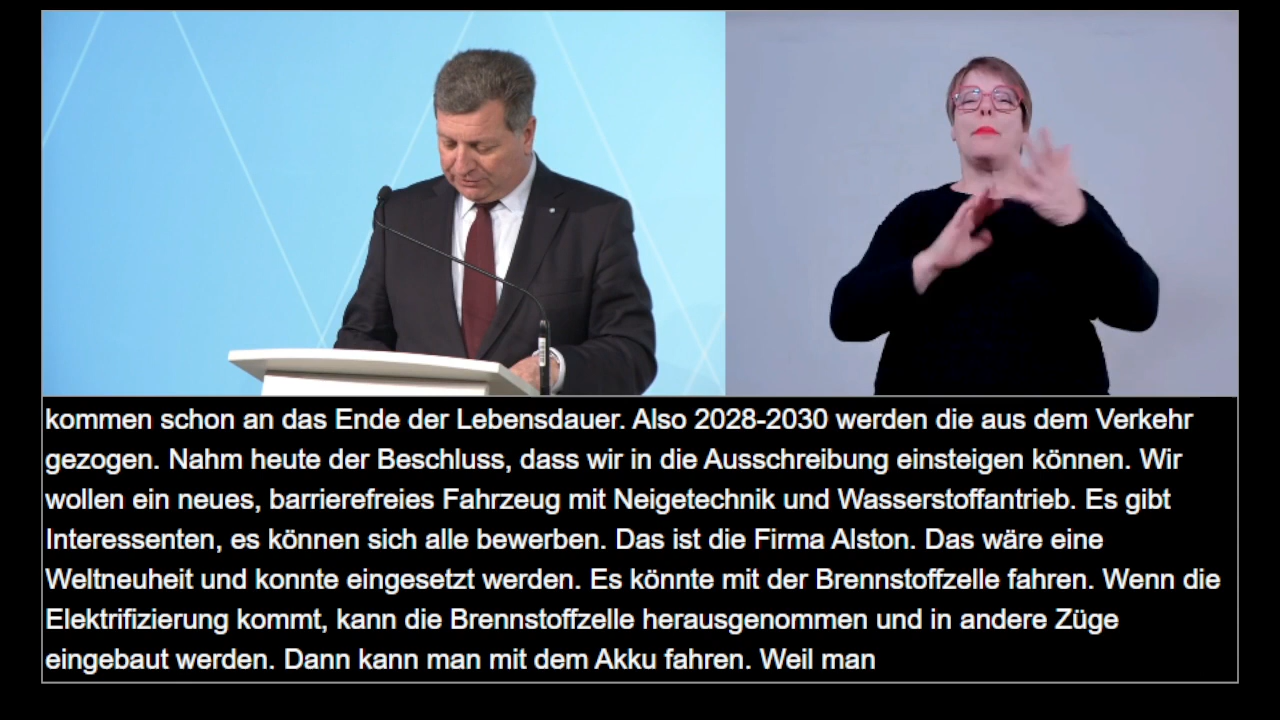 kommen schon an das Ende der Lebensdauer. Also 2028-2030 werden die aus dem Verkehr
gezogen. Nahm heute der Beschluss, dass wir in die Ausschreibung einsteigen können. Wir
wollen ein neues, barrierefreies Fahrzeug mit Neigetechnik und Wasserstoffantrieb. Es gibt
Interessenten, es können sich alle bewerben. Das ist die Firma Alston. Das wäre eine
Weltneuheit und konnte eingesetzt werden. Es könnte mit der Brennstoffzelle fahren. Wenn die
Elektrifizierung kommt, kann die Brennstoffzelle herausgenommen und in andere Züge
eingebaut werden. Dann kann man mit dem Akku fahren. Weil man